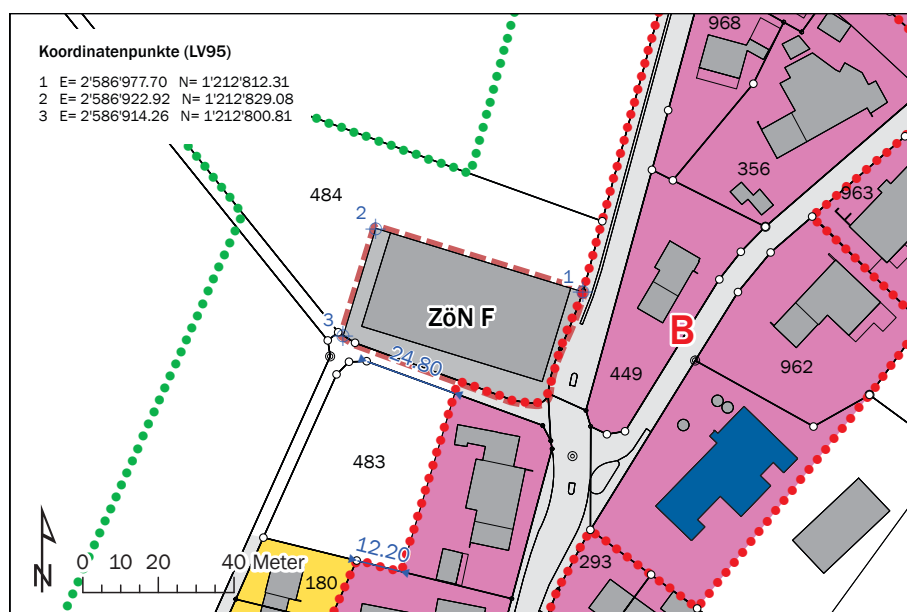 Koordinatenpunkte (LV95)
1 E= 2'586'977.70 N= 1'212'812.31
2 E= 2'586'922.92 N= 1'212'829.08
3 E= 2'586'914.26 N= 1'212'800.81
968
356
963
484
2
1
ZöN F
3
24.80
B
449
962
483
12.20
180
293
N
0 10 20 40 Meter